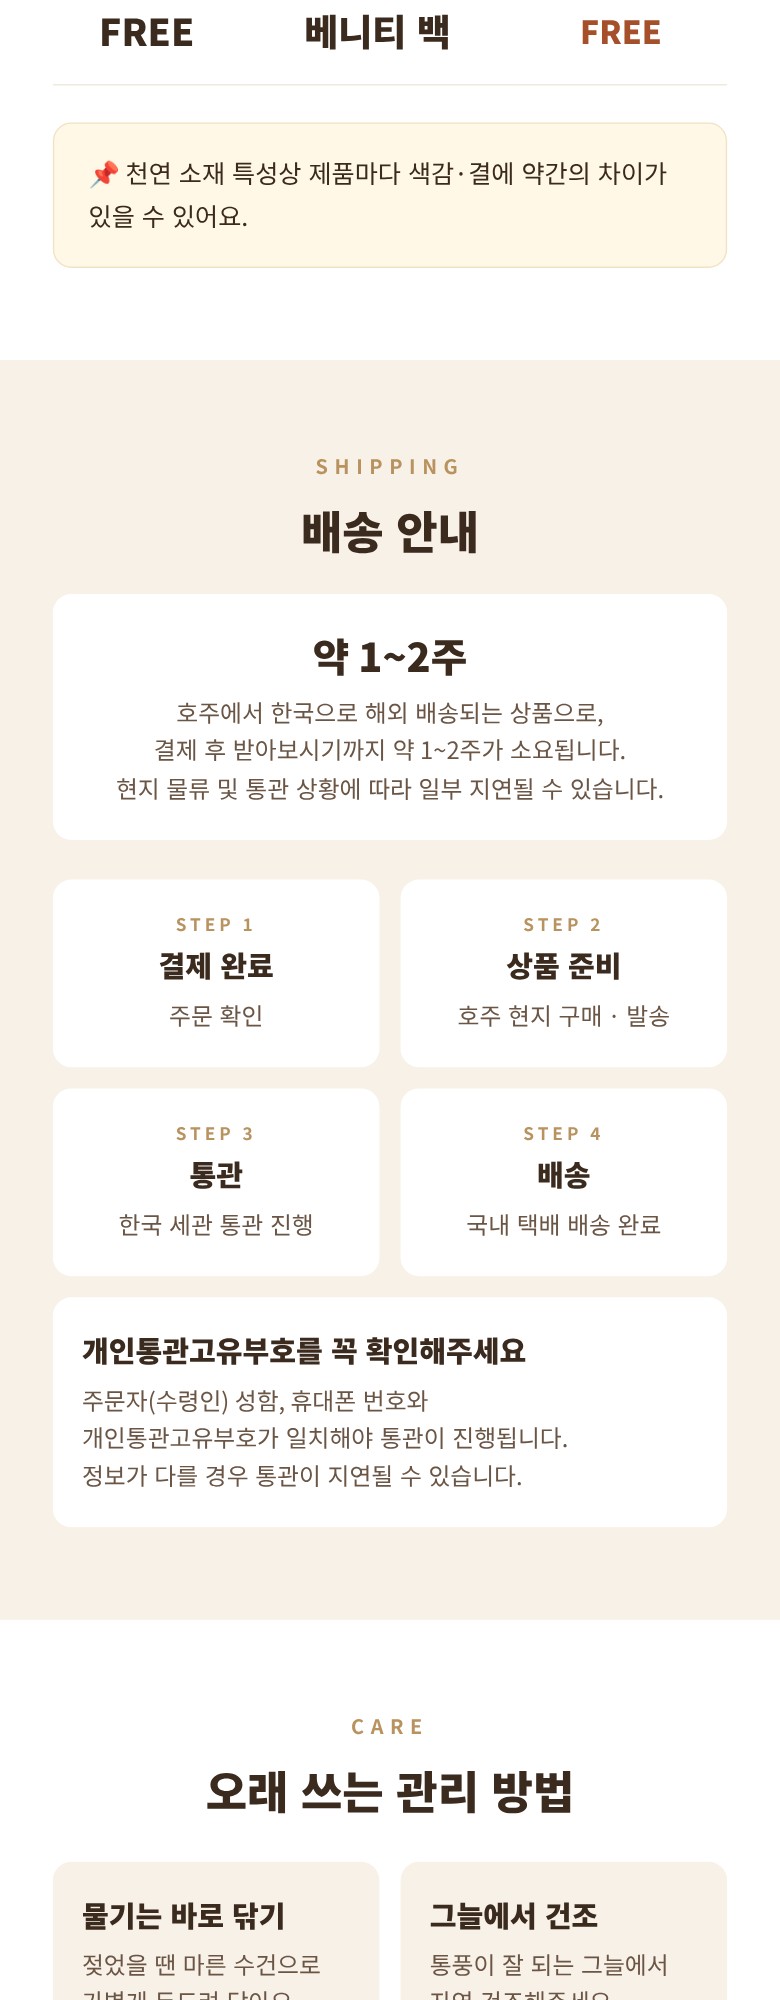 FREE 베니티 백 FREE
📌 천연 소재 특성상 제품마다 색감·결에 약간의 차이가
있을 수 있어요.
SHIPPING
배송 안내
약 1~2주
호주에서 한국으로 해외 배송되는 상품으로,
결제 후 받아보시기까지 약 1~2주가 소요됩니다.
현지 물류 및 통관 상황에 따라 일부 지연될 수 있습니다.
STEP 1
결제 완료
주문 확인
STEP 2
상품 준비
호주 현지 구매 · 발송
STEP 3
통관
한국 세관 통관 진행
STEP 4
배송
국내 택배 배송 완료
개인통관고유부호를 꼭 확인해주세요
주문자(수령인) 성함, 휴대폰 번호와
개인통관고유부호가 일치해야 통관이 진행됩니다.
정보가 다를 경우 통관이 지연될 수 있습니다.
CARE
오래 쓰는 관리 방법
물기는 바로 닦기
젖었을 땐 마른 수건으로
그늘에서 건조
통풍이 잘 되는 그늘에서